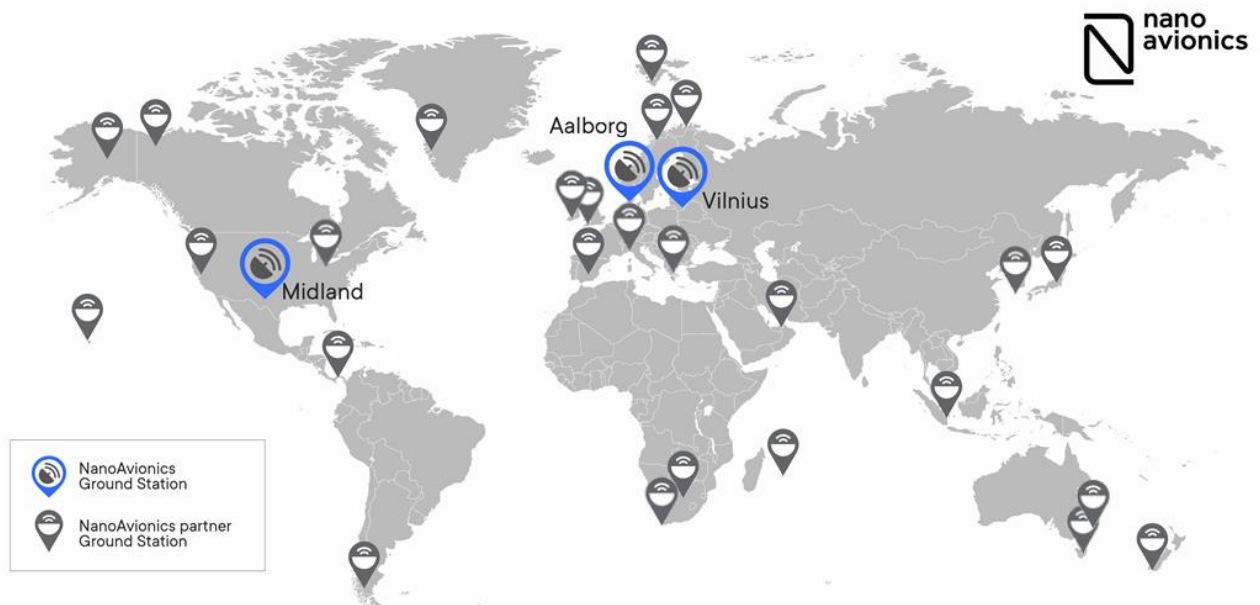 nano
avionics
Aalborg
Vilnius
Midland
NanoAvionics
Ground Station
NanoAvionics partner
Ground Station